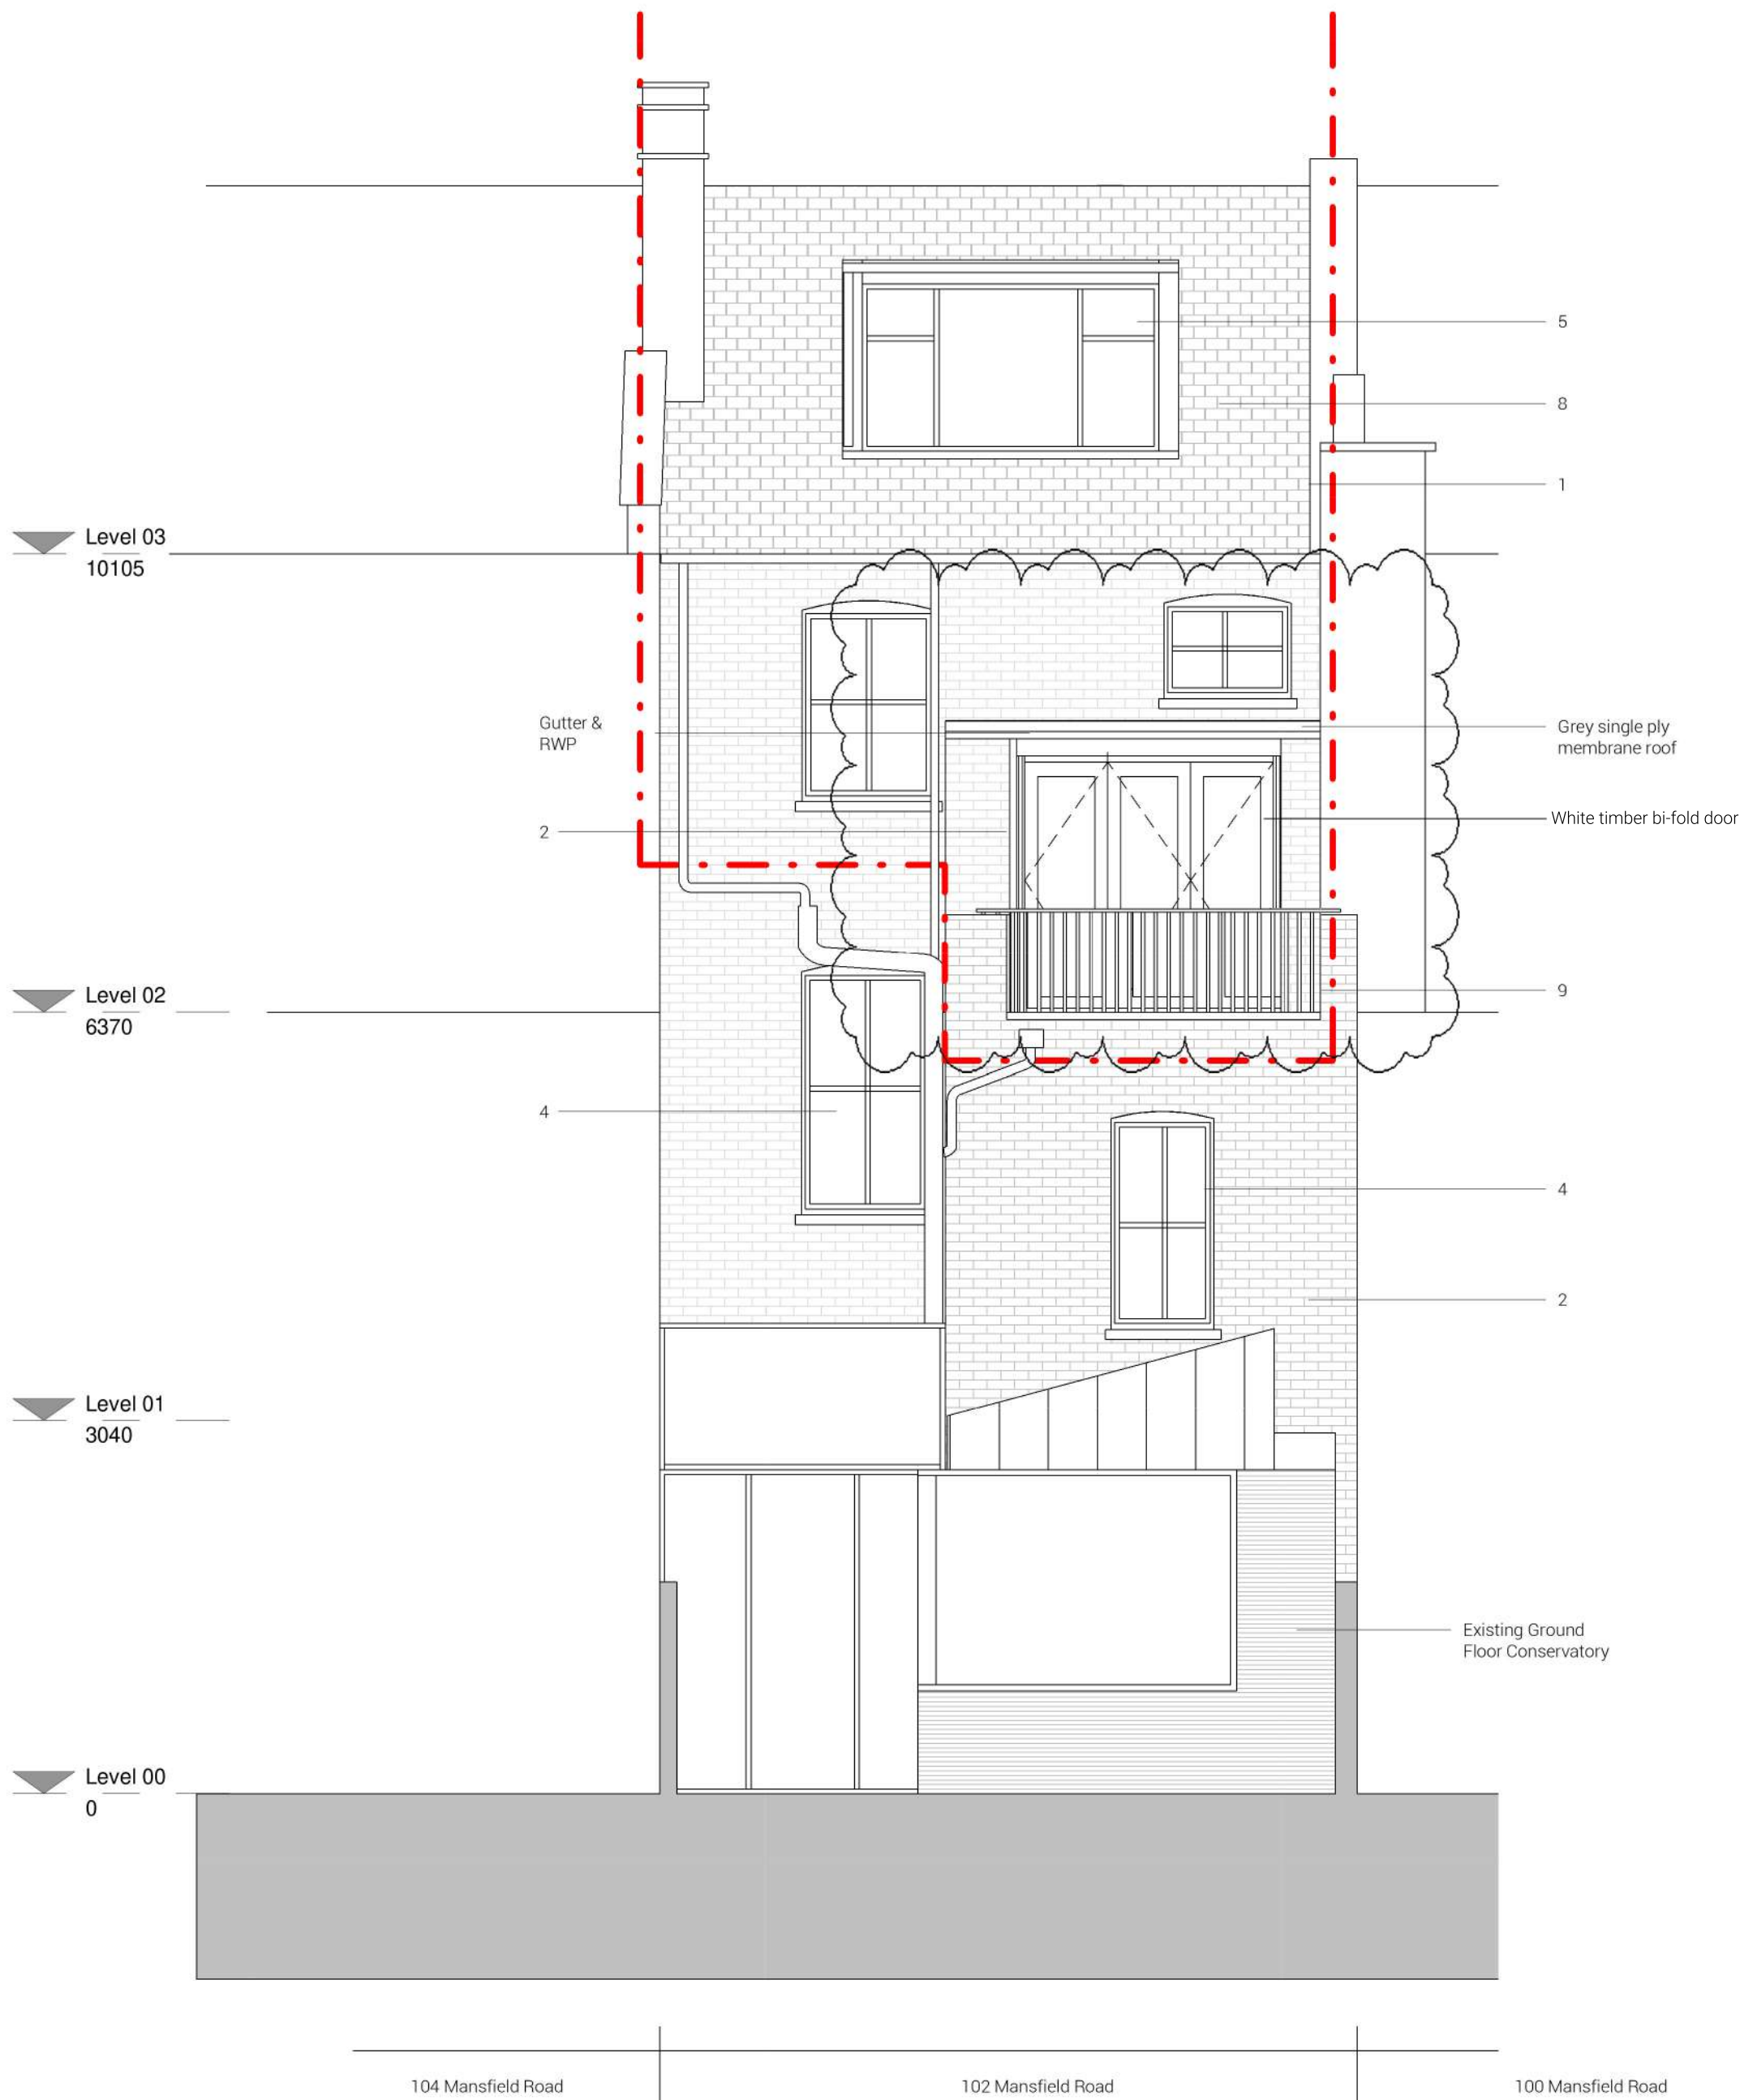 5
8
Level 03
10105
1
Gutter &
RWP
Grey single ply
membrane roof
2
White timber bi-fold door
Level 02
6370
9
4
4
2
Level 01
3040
Existing Ground
Floor Conservatory
Level 00
0
104 Mansfield Road
102 Mansfield Road
100 Mansfield Road